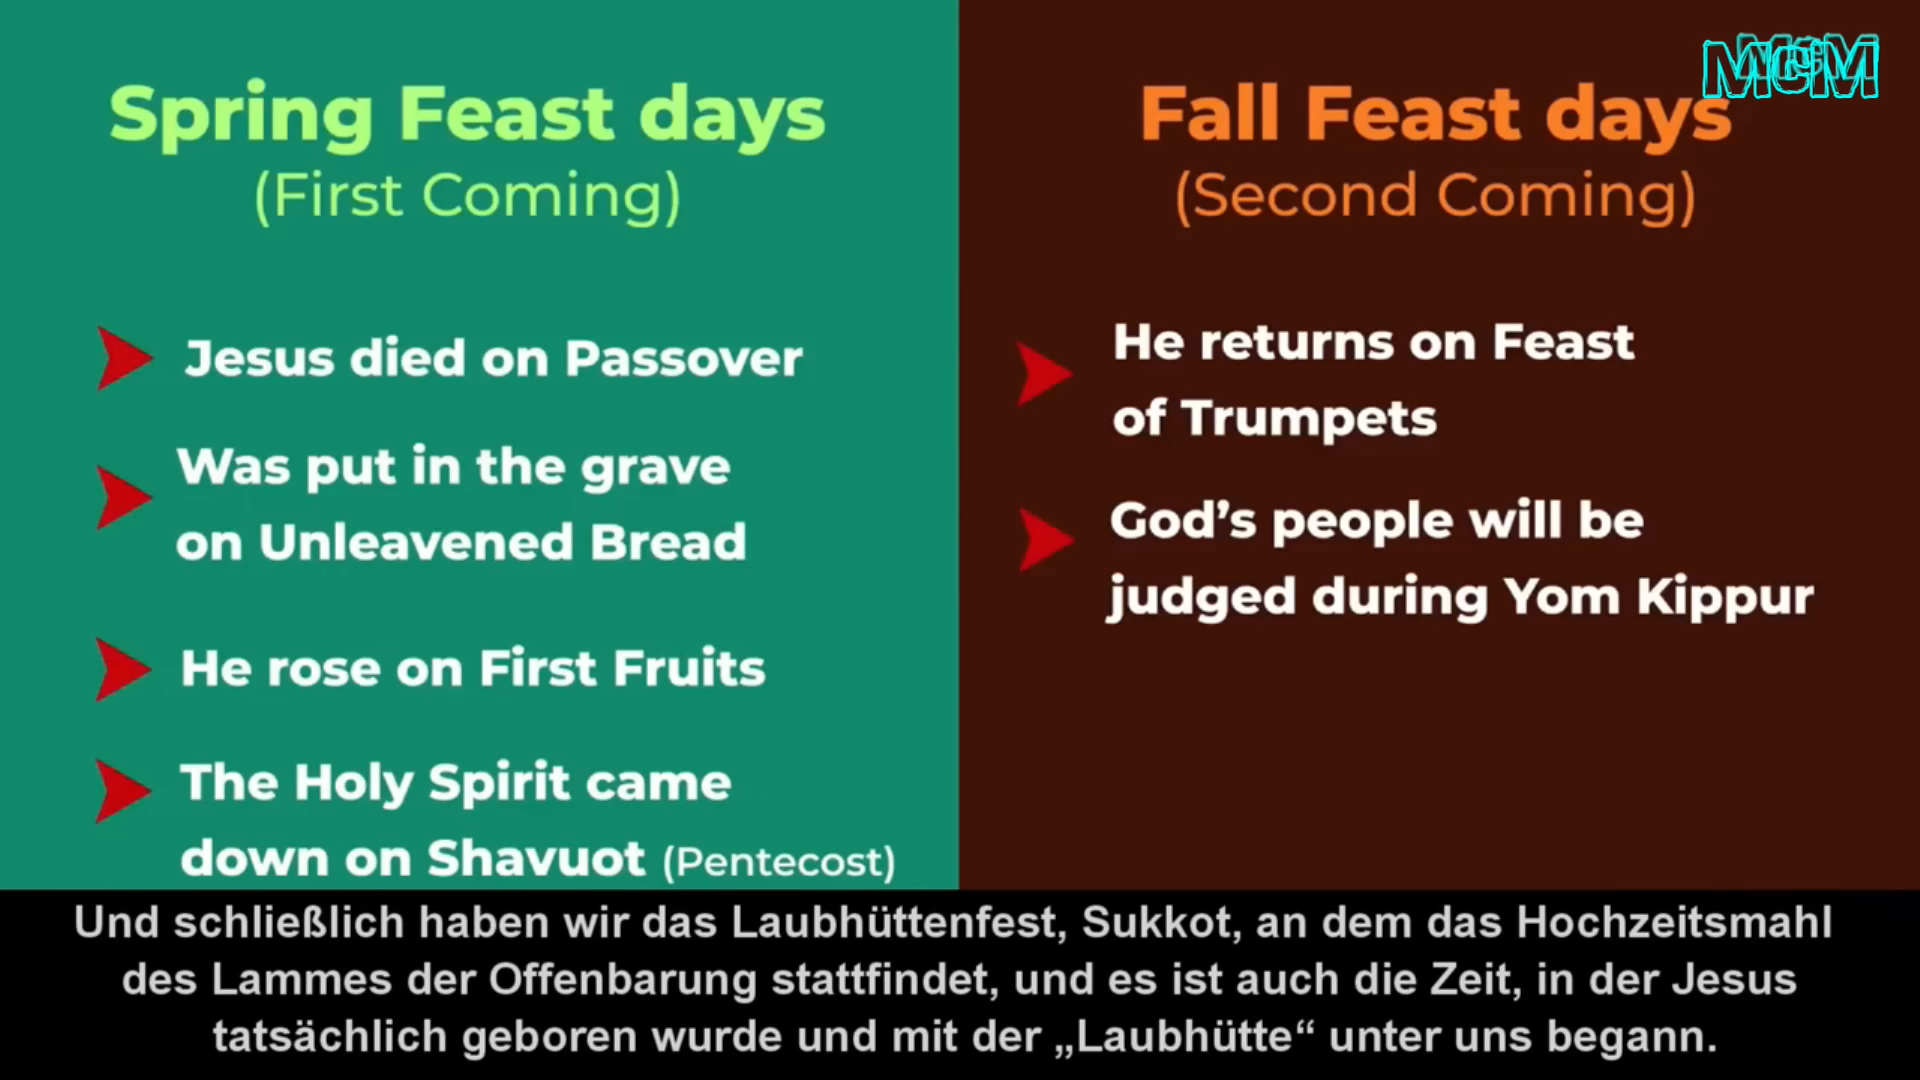 Spring Feast days
(First Coming)
Jesus died on Passover
Was put in the grave
on Unleavened Bread
He rose on First Fruits
The Holy Spirit came
down on Shavuot (Pentecost)
Fall Feast days
(Second Coming)
He returns on Feast
of Trumpets
God’s people will be
judged during Yom Kippur
Und schließlich haben wir das Laubhüttenfest, Sukkot, an dem das Hochzeitsmahl
des Lammes der Offenbarung stattfindet, und es ist auch die Zeit, in der Jesus
tatsächlich geboren wurde und mit der „Laubhütte“ unter uns begann.